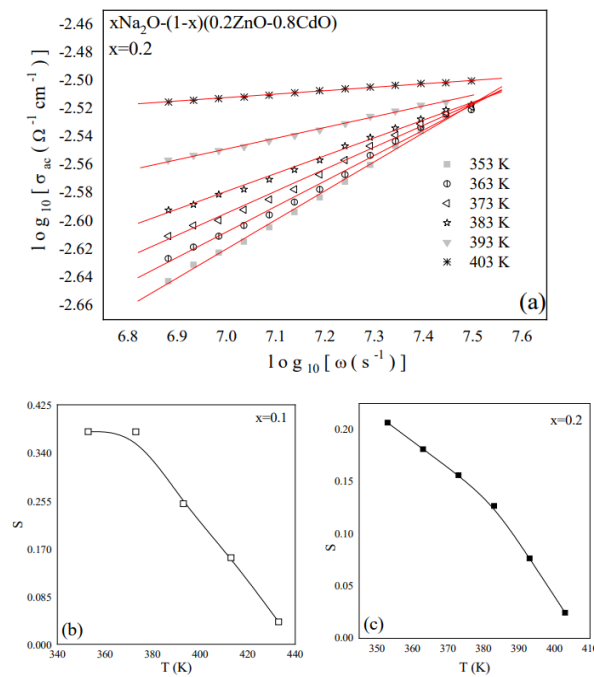 xNa₂O-(1-x)(0.2ZnO-0.8CdO)
x=0.2
-2.46
-2.48
-2.50
-2.52
-2.54
-2.56
-2.58
-2.60
-2.62
-2.64
-2.66
log₁₀ [ σ ac ( Ω⁻¹ cm⁻¹ ) ]
353 K
363 K
373 K
383 K
393 K
403 K
(a)
6.8 6.9 7.0 7.1 7.2 7.3 7.4 7.5 7.6
log₁₀ [ ω ( s⁻¹ ) ]
0.425
0.340
0.255
0.170
0.085
0.000
S
x=0.1
(b)
340 360 380 400 420 440
T (K)
0.20
0.15
0.10
0.05
0.00
S
x=0.2
(c)
350 360 370 380 390 400 410
T (K)